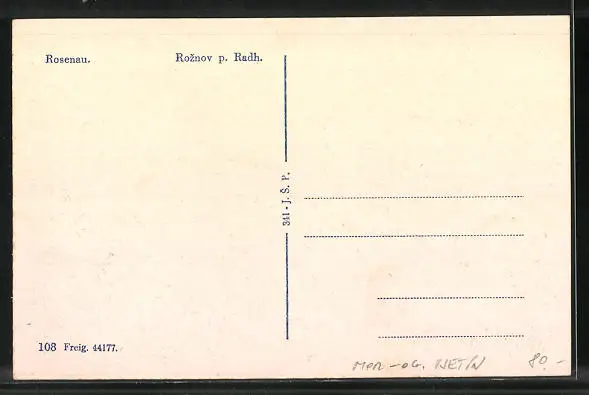 Rosenau. Rožnov p. Radh.
341 - J. Š. P.
108 Freig. 44177.
80.-